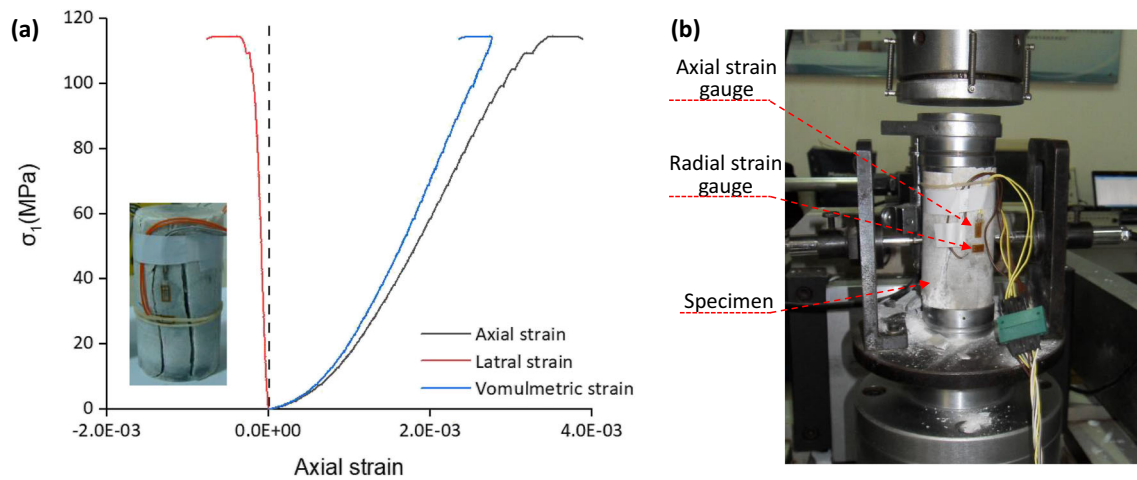 (a)
120
100
80
60
40
20
0
σ₁(MPa)
Axial strain
Latral strain
Vomulmetric strain
-2.0E-03 0.0E+00 2.0E-03 4.0E-03
Axial strain
(b)
Axial strain
gauge
Radial strain
gauge
Specimen